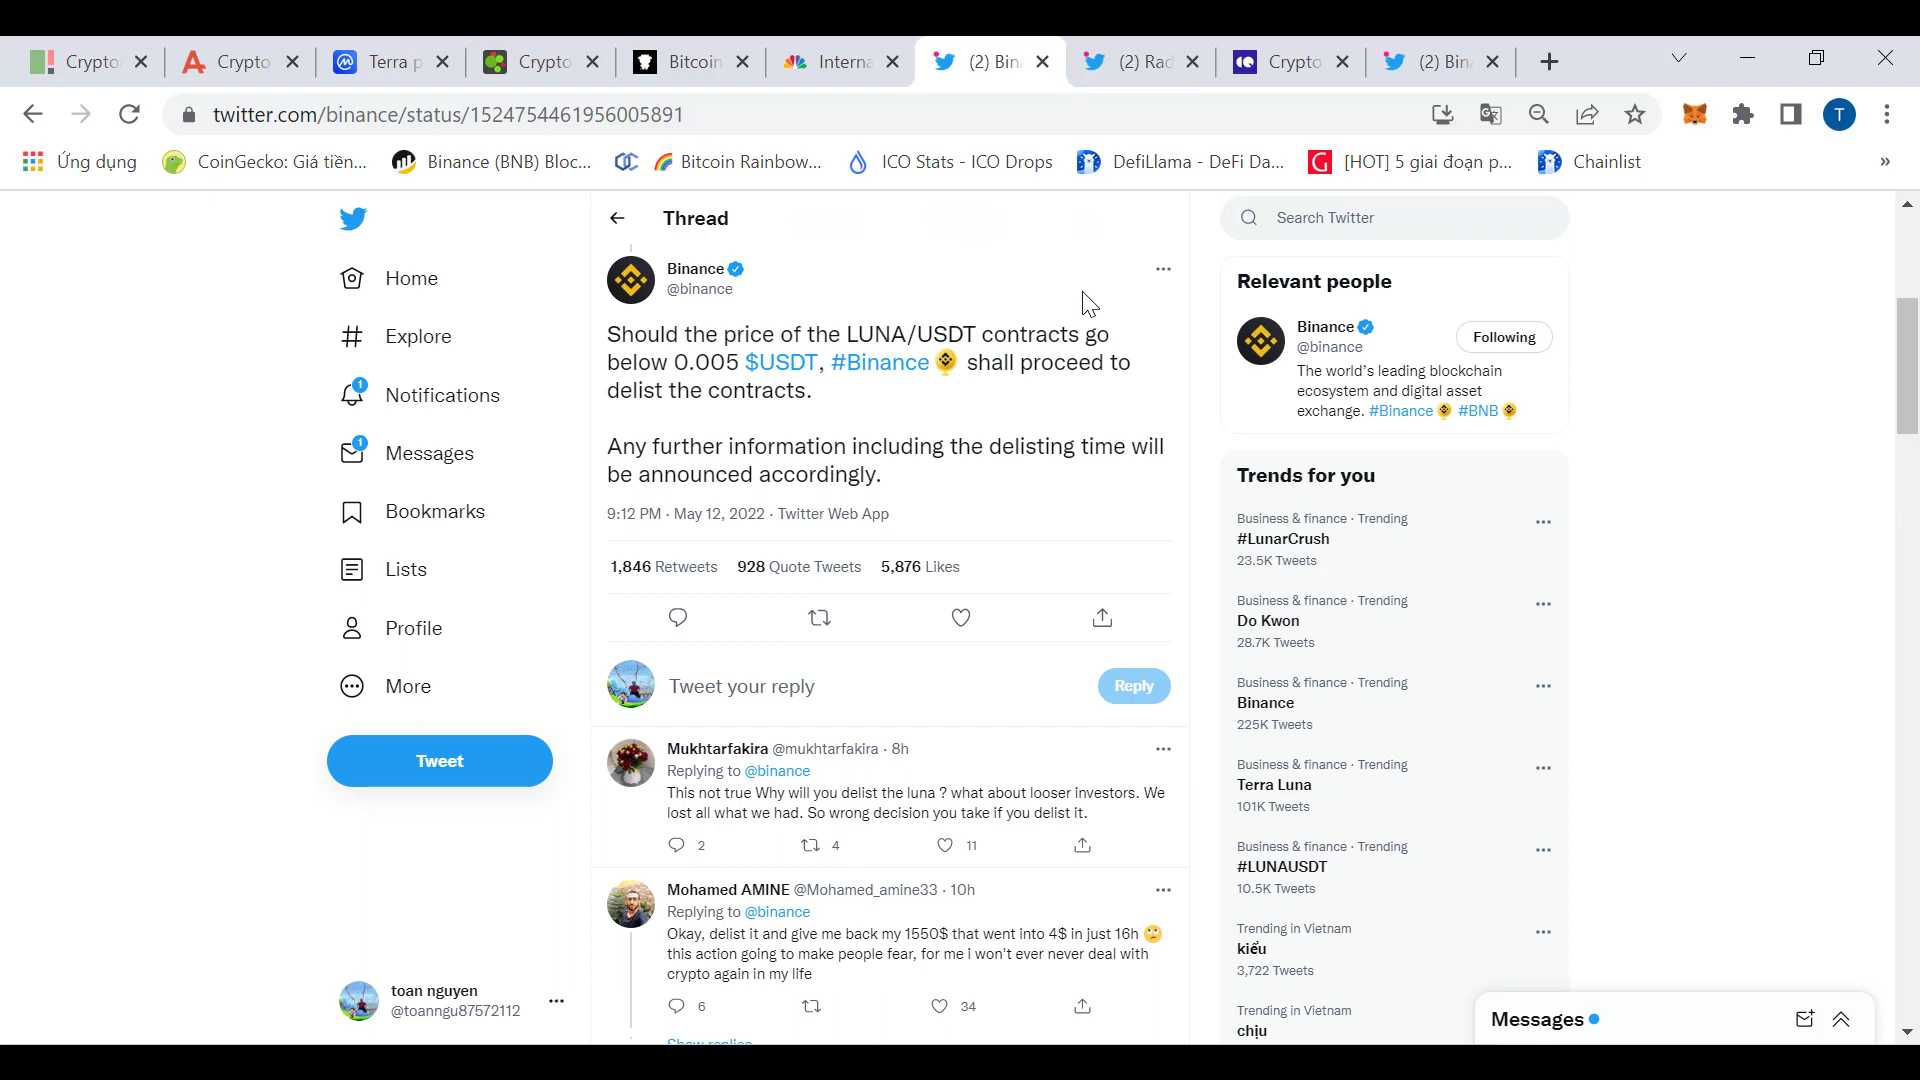 Crypto
Crypto
Terra p
Crypto
Bitcoin
Interna
(2) Bin
(2) Rad
Crypto
(2) Bin
twitter.com/binance/status/1524754461956005891
T
Ứng dụng
CoinGecko: Giá tiền...
Binance (BNB) Bloc...
Bitcoin Rainbow...
ICO Stats - ICO Drops
DefiLlama - DeFi Da...
[HOT] 5 giai đoạn p...
Chainlist
»
Home
Explore
1
Notifications
1
Messages
Bookmarks
Lists
Profile
More
Tweet
toan nguyen
@toanngu87572112
Thread
Binance
@binance
Should the price of the LUNA/USDT contracts go
below 0.005 $USDT, #Binance shall proceed to
delist the contracts.
Any further information including the delisting time will
be announced accordingly.
9:12 PM · May 12, 2022 · Twitter Web App
1,846 Retweets 928 Quote Tweets 5,876 Likes
Tweet your reply
Reply
Mukhtarfakira @mukhtarfakira · 8h
Replying to @binance
This not true Why will you delist the luna ? what about looser investors. We
lost all what we had. So wrong decision you take if you delist it.
2 4 11
Mohamed AMINE @Mohamed_amine33 · 10h
Replying to @binance
Okay, delist it and give me back my 1550$ that went into 4$ in just 16h 🙄
this action going to make people fear, for me i won't ever never deal with
crypto again in my life
6 34
Show replies
Search Twitter
Relevant people
Binance
@binance
Following
The world's leading blockchain
ecosystem and digital asset
exchange. #Binance #BNB
Trends for you
Business & finance · Trending
#LunarCrush
23.5K Tweets
Business & finance · Trending
Do Kwon
28.7K Tweets
Business & finance · Trending
Binance
225K Tweets
Business & finance · Trending
Terra Luna
101K Tweets
Business & finance · Trending
#LUNAUSDT
10.5K Tweets
Trending in Vietnam
kiểu
3,722 Tweets
Trending in Vietnam
chịu
Messages